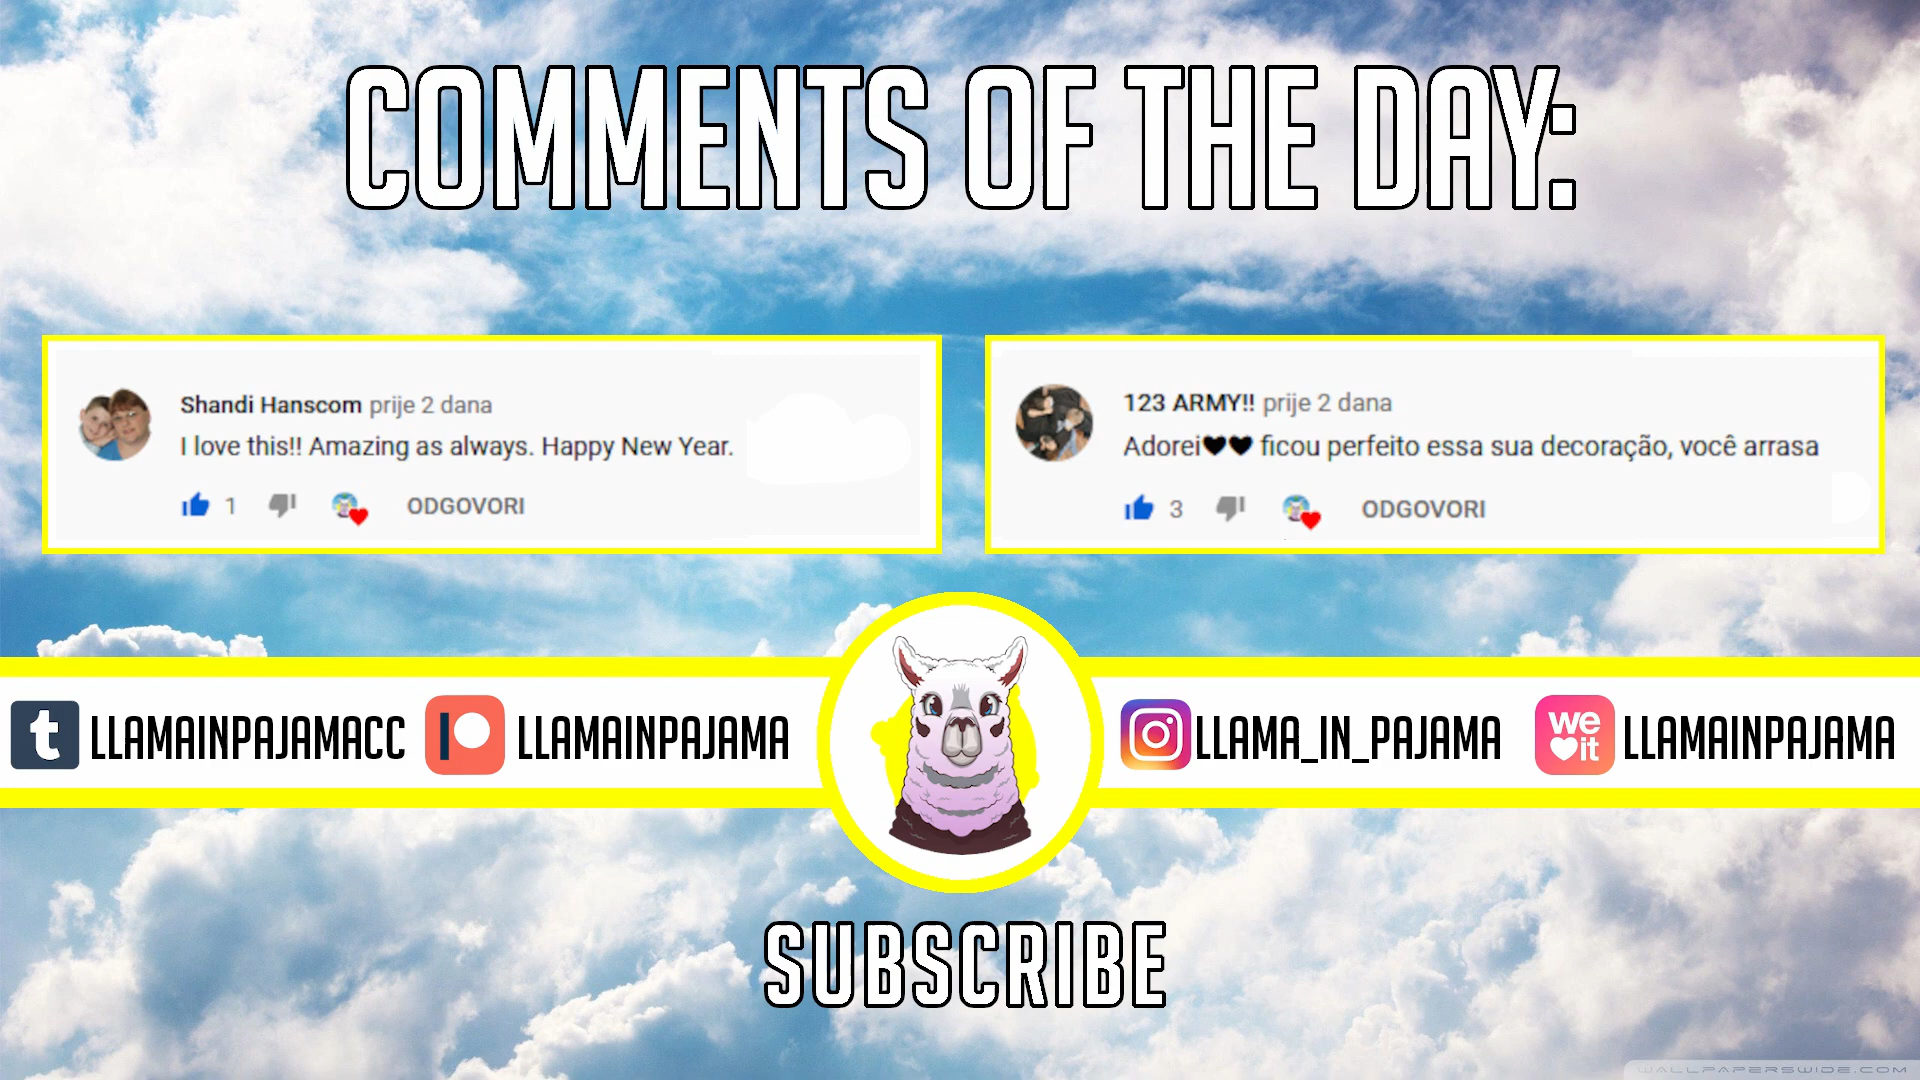 COMMENTS OF THE DAY:
Shandi Hanscom prije 2 dana
I love this!! Amazing as always. Happy New Year.
1 ODGOVORI
123 ARMY!! prije 2 dana
Adorei🖤🖤 ficou perfeito essa sua decoração, você arrasa
3 ODGOVORI
t LLAMAINPAJAMACC LLAMAINPAJAMA LLAMA_IN_PAJAMA we it LLAMAINPAJAMA
SUBSCRIBE
WALLPAPERSWIDE.COM